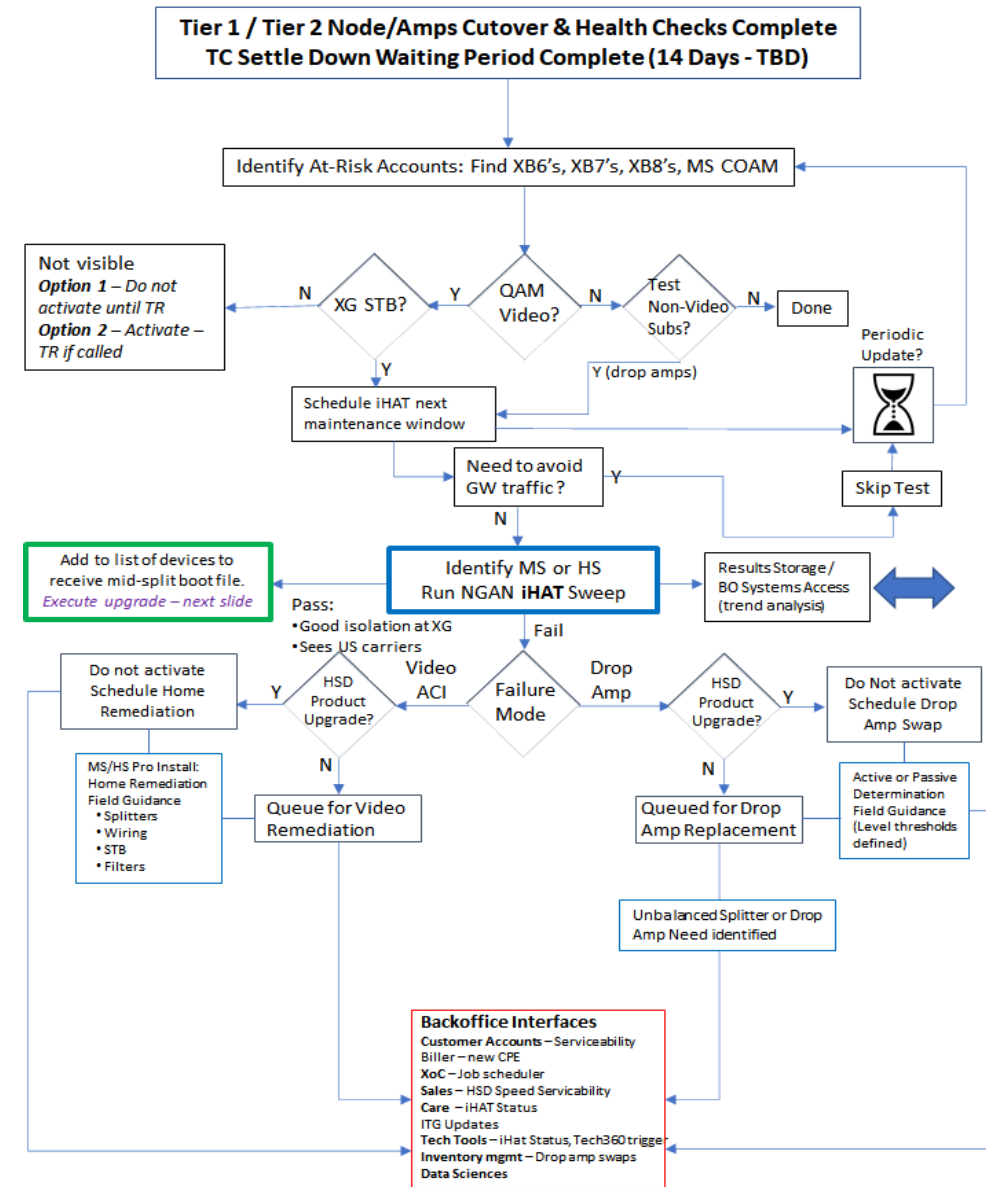 Tier 1 / Tier 2 Node/Amps Cutover & Health Checks Complete
TC Settle Down Waiting Period Complete (14 Days - TBD)
Identify At-Risk Accounts: Find XB6's, XB7's, XB8's, MS COAM
Not visible
Option 1 – Do not
activate until TR
Option 2 – Activate –
TR if called
N
XG STB?
Y
QAM
Video?
N
Test
Non-Video
Subs?
N
Done
Periodic
Update?
Y
Y (drop amps)
Schedule iHAT next
maintenance window
Need to avoid
GW traffic?
Y
Skip Test
N
Add to list of devices to
receive mid-split boot file.
Execute upgrade – next slide
Identify MS or HS
Run NGAN iHAT Sweep
Results Storage/
BO Systems Access
(trend analysis)
Pass:
•Good isolation at XG
•Sees US carriers
Fail
Do not activate
Schedule Home
Remediation
Y
HSD
Product
Upgrade?
Video
ACI
Failure
Mode
Drop
Amp
HSD
Product
Upgrade?
Y
Do Not activate
Schedule Drop
Amp Swap
N
N
MS/HS Pro Install:
Home Remediation
Field Guidance
• Splitters
• Wiring
• STB
• Filters
Queue for Video
Remediation
Queued for Drop
Amp Replacement
Active or Passive
Determination
Field Guidance
(Level thresholds
defined)
Unbalanced Splitter or Drop
Amp Need identified
Backoffice Interfaces
Customer Accounts – Serviceability
Biller – new CPE
XoC – Job scheduler
Sales – HSD Speed Servicability
Care – iHAT Status
ITG Updates
Tech Tools – iHat Status, Tech360 trigger
Inventory mgmt – Drop amp swaps
Data Sciences